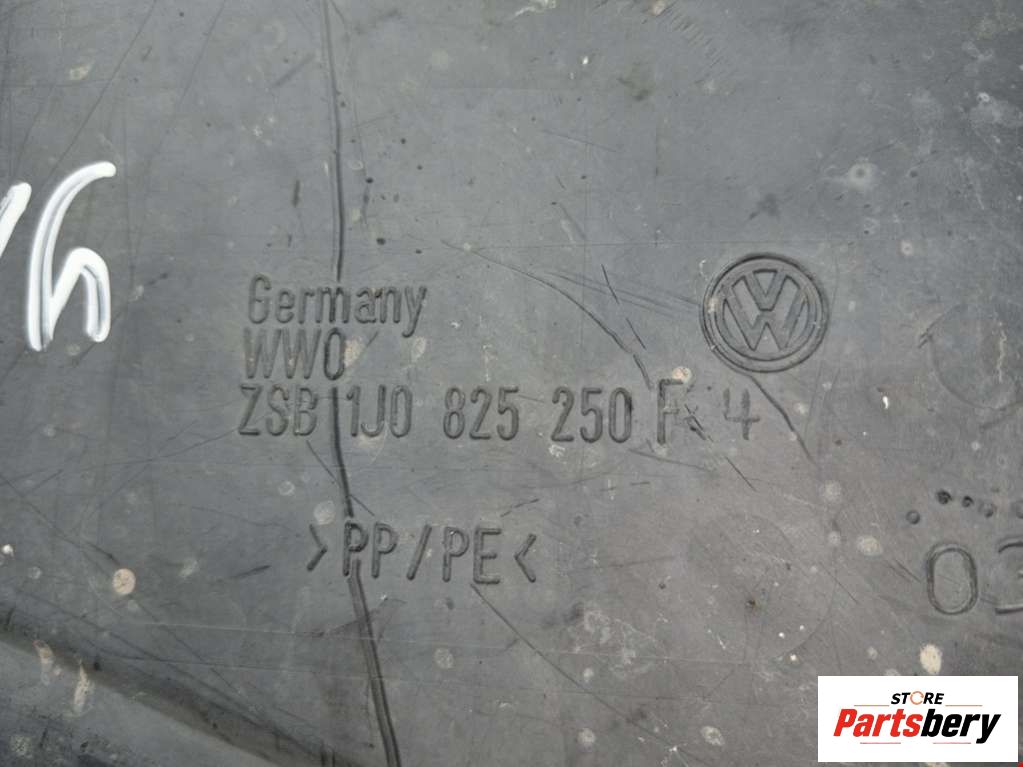 Germany
WWO
ZSB 1J0 825 250 F 4
>PP/PE<
STORE
Partsbery